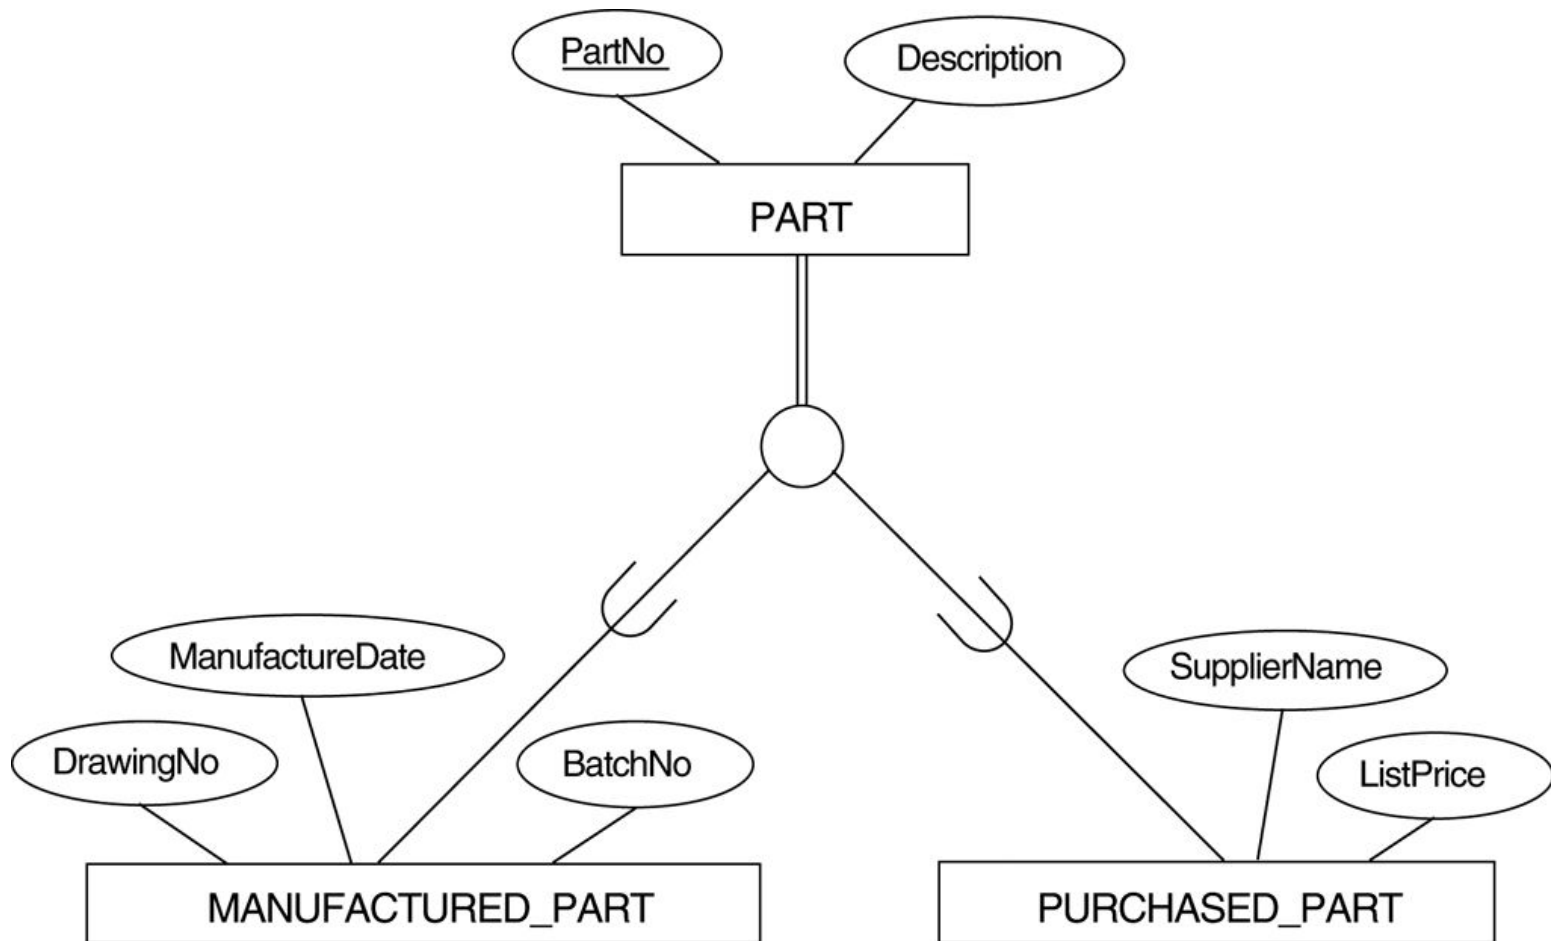 PartNo
Description
PART
ManufactureDate
SupplierName
DrawingNo
BatchNo
ListPrice
MANUFACTURED_PART
PURCHASED_PART